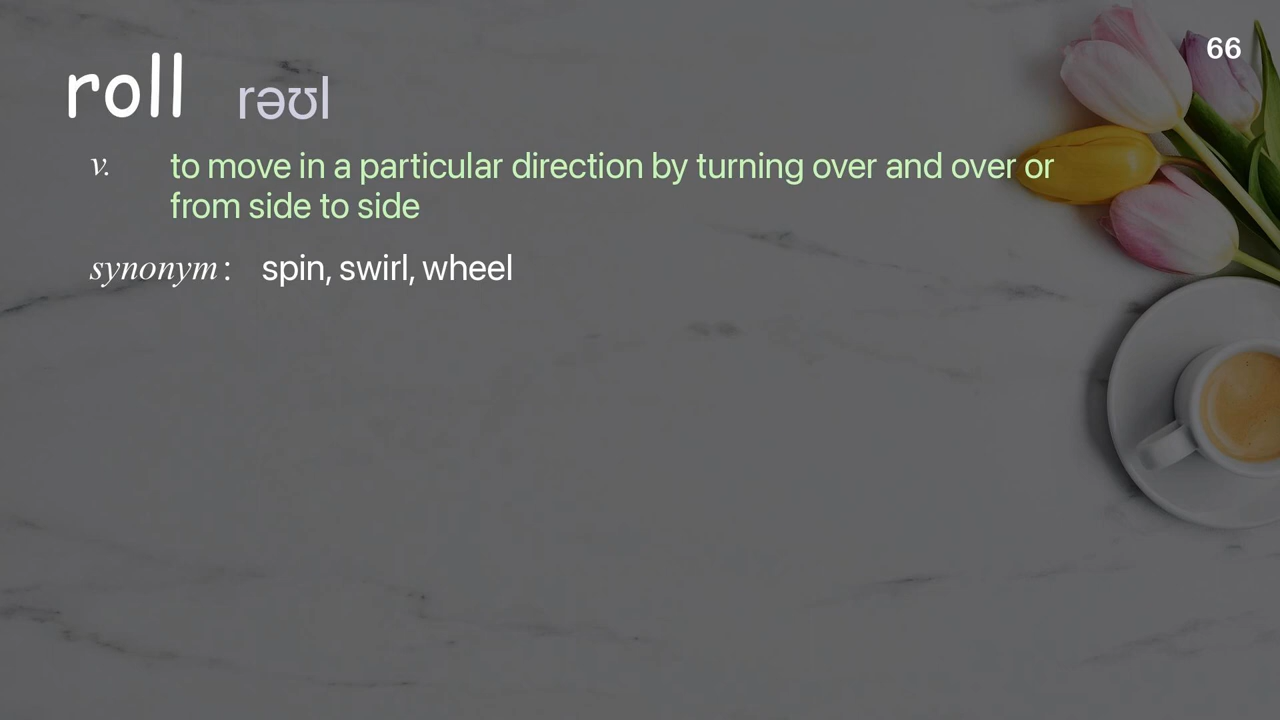 66
roll rəʊl
v. to move in a particular direction by turning over and over or
from side to side
synonym: spin, swirl, wheel